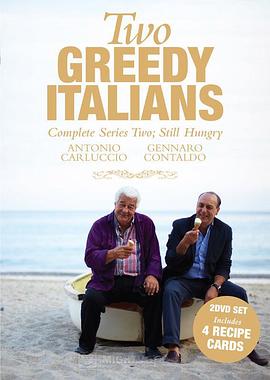 Two
GREEDY
ITALIANS
Complete Series Two; Still Hungry
ANTONIO GENNARO
CARLUCCIO CONTALDO
2DVD SET
Includes
4 RECIPE
CARDS